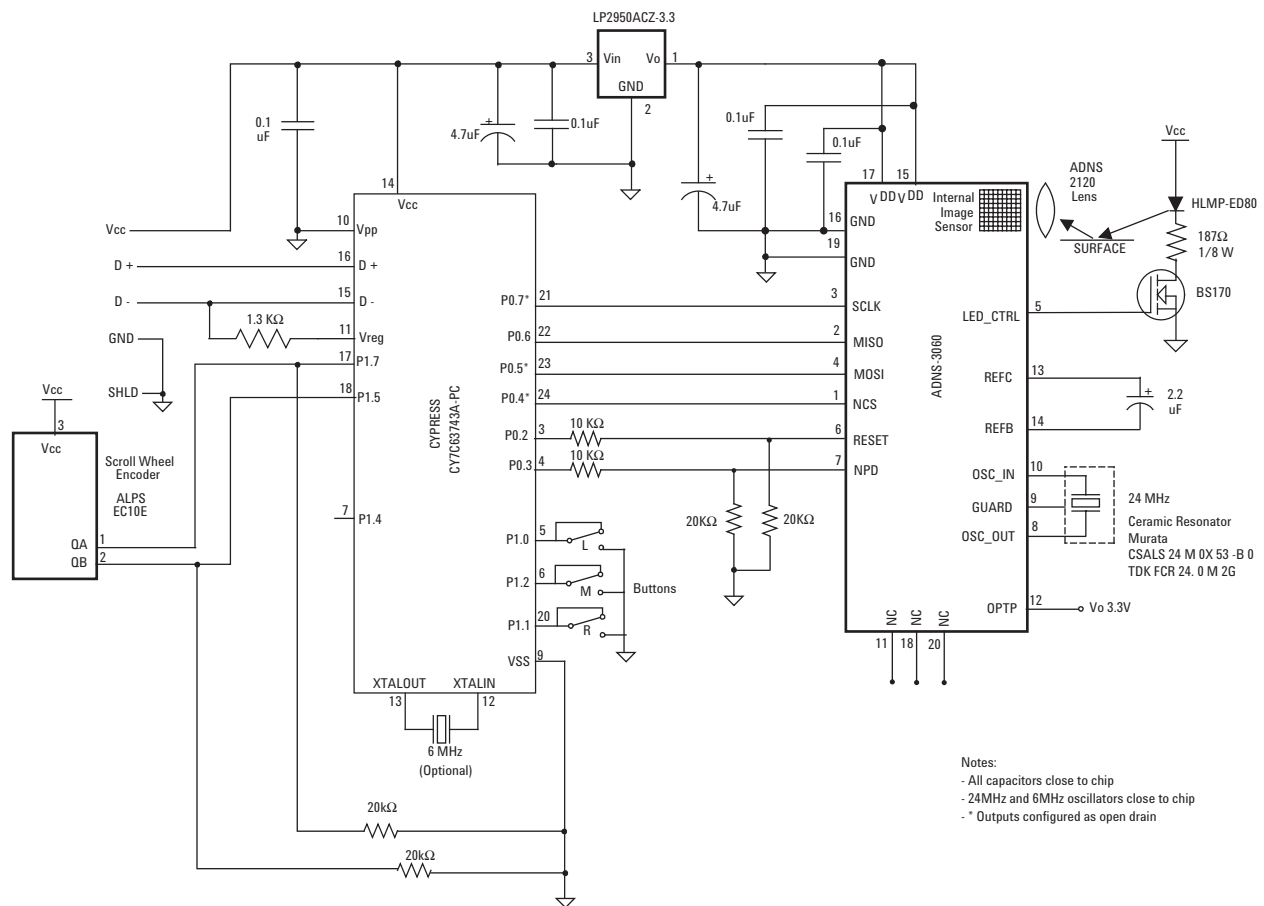 LP2950ACZ-3.3
3 Vin Vo 1
GND
2
0.1
uF
4.7uF
+
0.1uF
0.1uF
0.1uF
4.7uF
+
14
Vcc
Vcc
10 Vpp
D +
16 D +
D -
15 D -
1.3 KΩ
11 Vreg
GND
17 P1.7
SHLD
18 P1.5
Vcc
3
Vcc
Scroll Wheel
Encoder
ALPS
EC10E
QA 1
QB 2
7 P1.4
CYPRESS
CY7C63743A-PC
P0.7* 21
P0.6 22
P0.5* 23
P0.4* 24
P0.2 3
10 KΩ
P0.3 4
10 KΩ
20KΩ
20KΩ
P1.0 5
L
P1.2 6
M
Buttons
P1.1 20
R
VSS 9
XTALOUT XTALIN
13 12
6 MHz
(Optional)
20kΩ
20kΩ
17 15
VDD VDD
Internal
Image
Sensor
16 GND
19
GND
3 SCLK
2 MISO
4 MOSI
1 NCS
6 RESET
7 NPD
ADNS-3060
ADNS
2120
Lens
Vcc
HLMP-ED80
SURFACE
187Ω
1/8 W
BS170
LED_CTRL 5
REFC 13
+
2.2
uF
REFB 14
OSC_IN 10
GUARD 9
OSC_OUT 8
24 MHz
Ceramic Resonator
Murata
CSALS 24 M 0X 53 -B 0
TDK FCR 24. 0 M 2G
OPTP 12
Vo 3.3V
NC NC NC
11 18 20
Notes:
- All capacitors close to chip
- 24MHz and 6MHz oscillators close to chip
- * Outputs configured as open drain